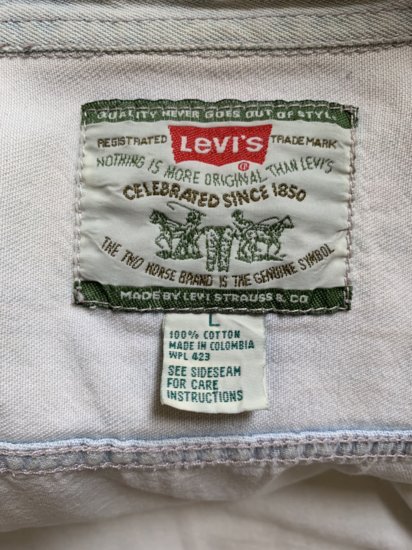 QUALITY NEVER GOES OUT OF STYLE
REGISTRATED LEVI'S TRADE MARK
®
NOTHING IS MORE ORIGINAL THAN LEVI'S
CELEBRATED SINCE 1850
THE TWO HORSE BRAND IS THE GENUINE SYMBOL
MADE BY LEVI STRAUSS & CO
L
100% COTTON
MADE IN COLOMBIA
WPL 423
SEE SIDESEAM
FOR CARE
INSTRUCTIONS